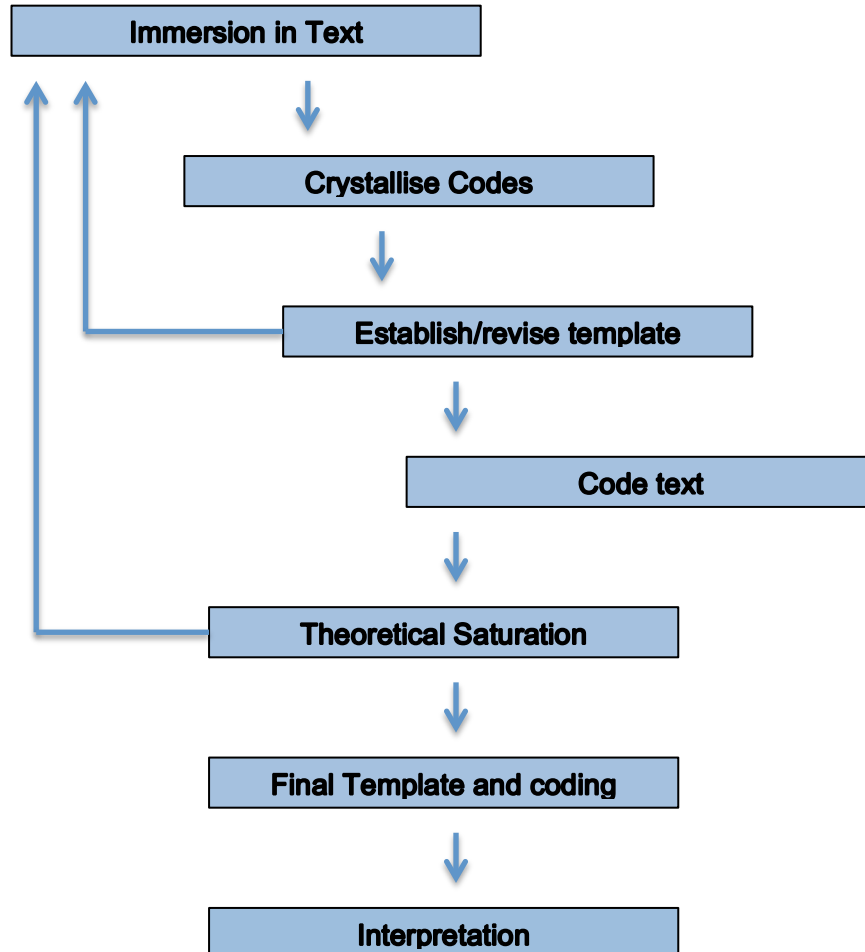 Immersion in Text
Crystallise Codes
Establish/revise template
Code text
Theoretical Saturation
Final Template and coding
Interpretation